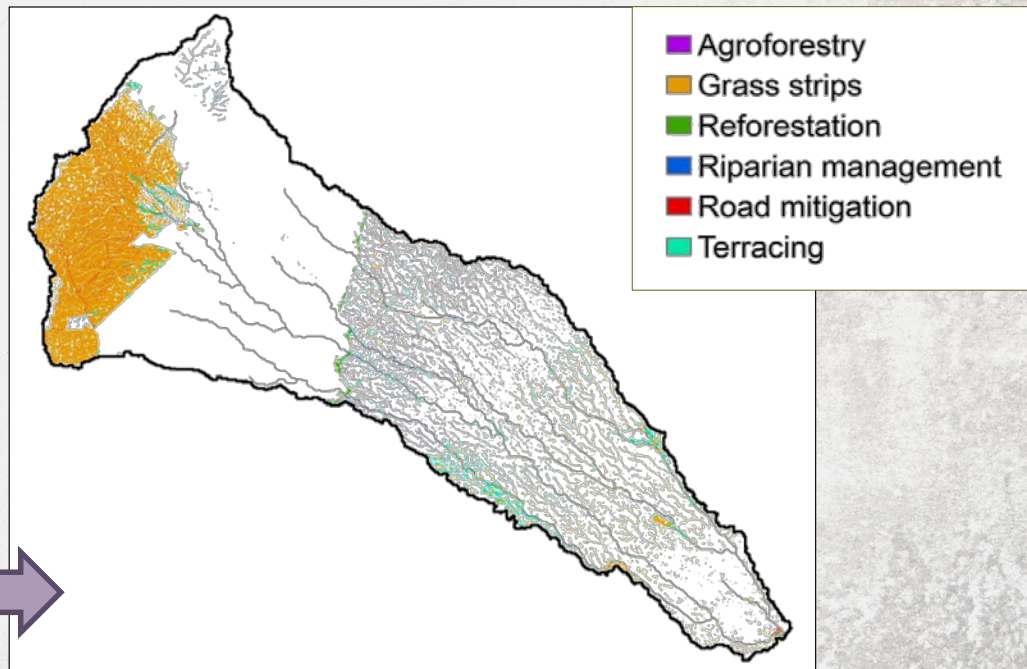 Agroforestry
Grass strips
Reforestation
Riparian management
Road mitigation
Terracing